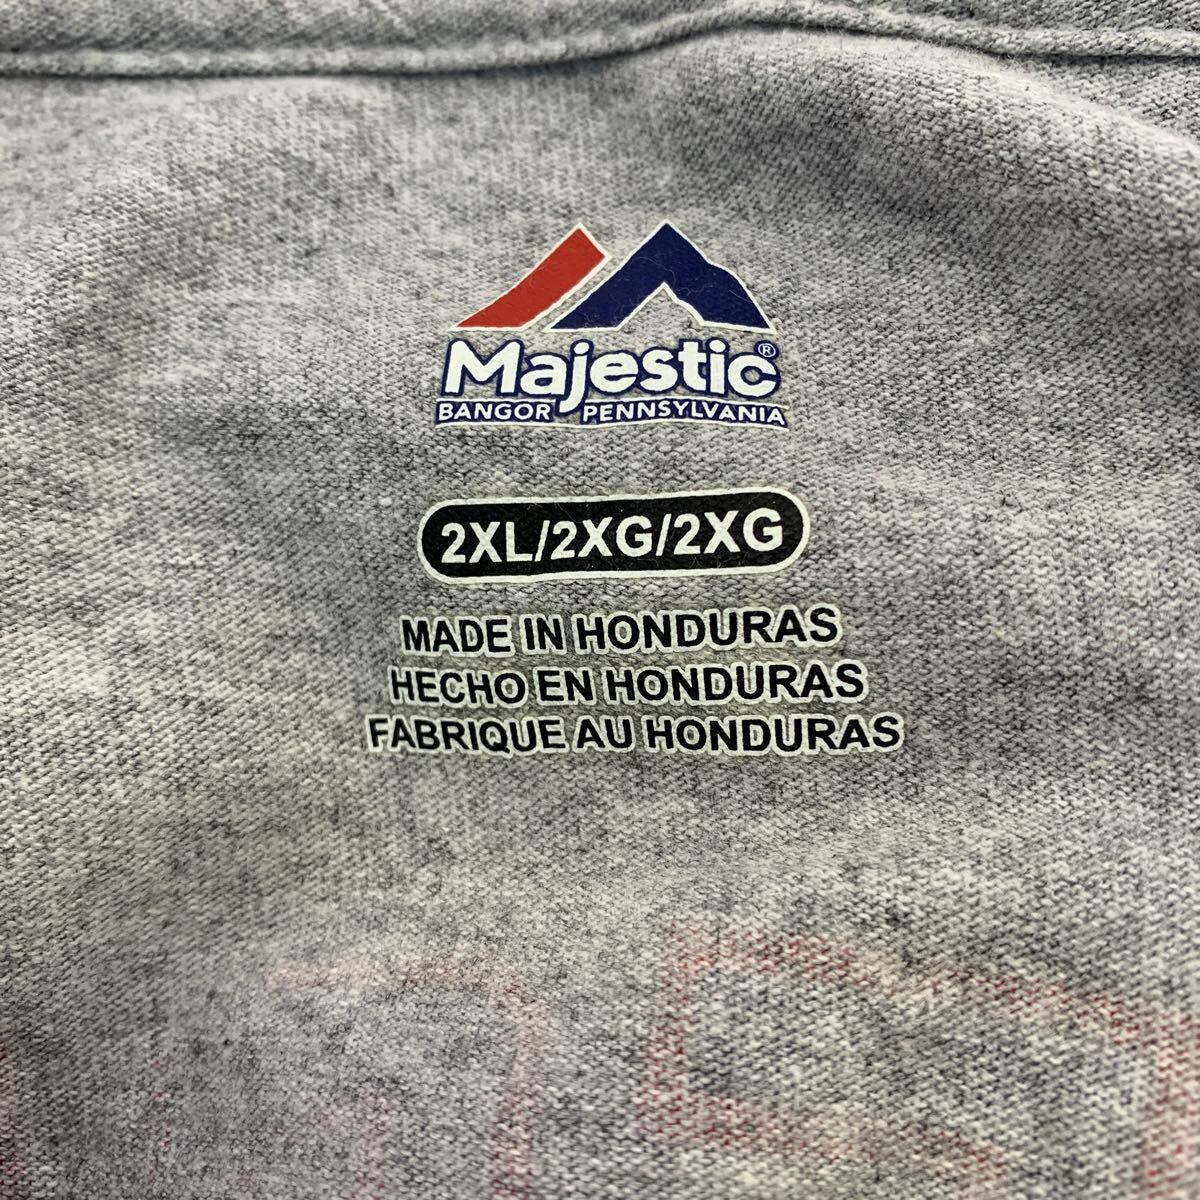 Majestic®
BANGOR PENNSYLVANIA
2XL/2XG/2XG
MADE IN HONDURAS
HECHO EN HONDURAS
FABRIQUE AU HONDURAS